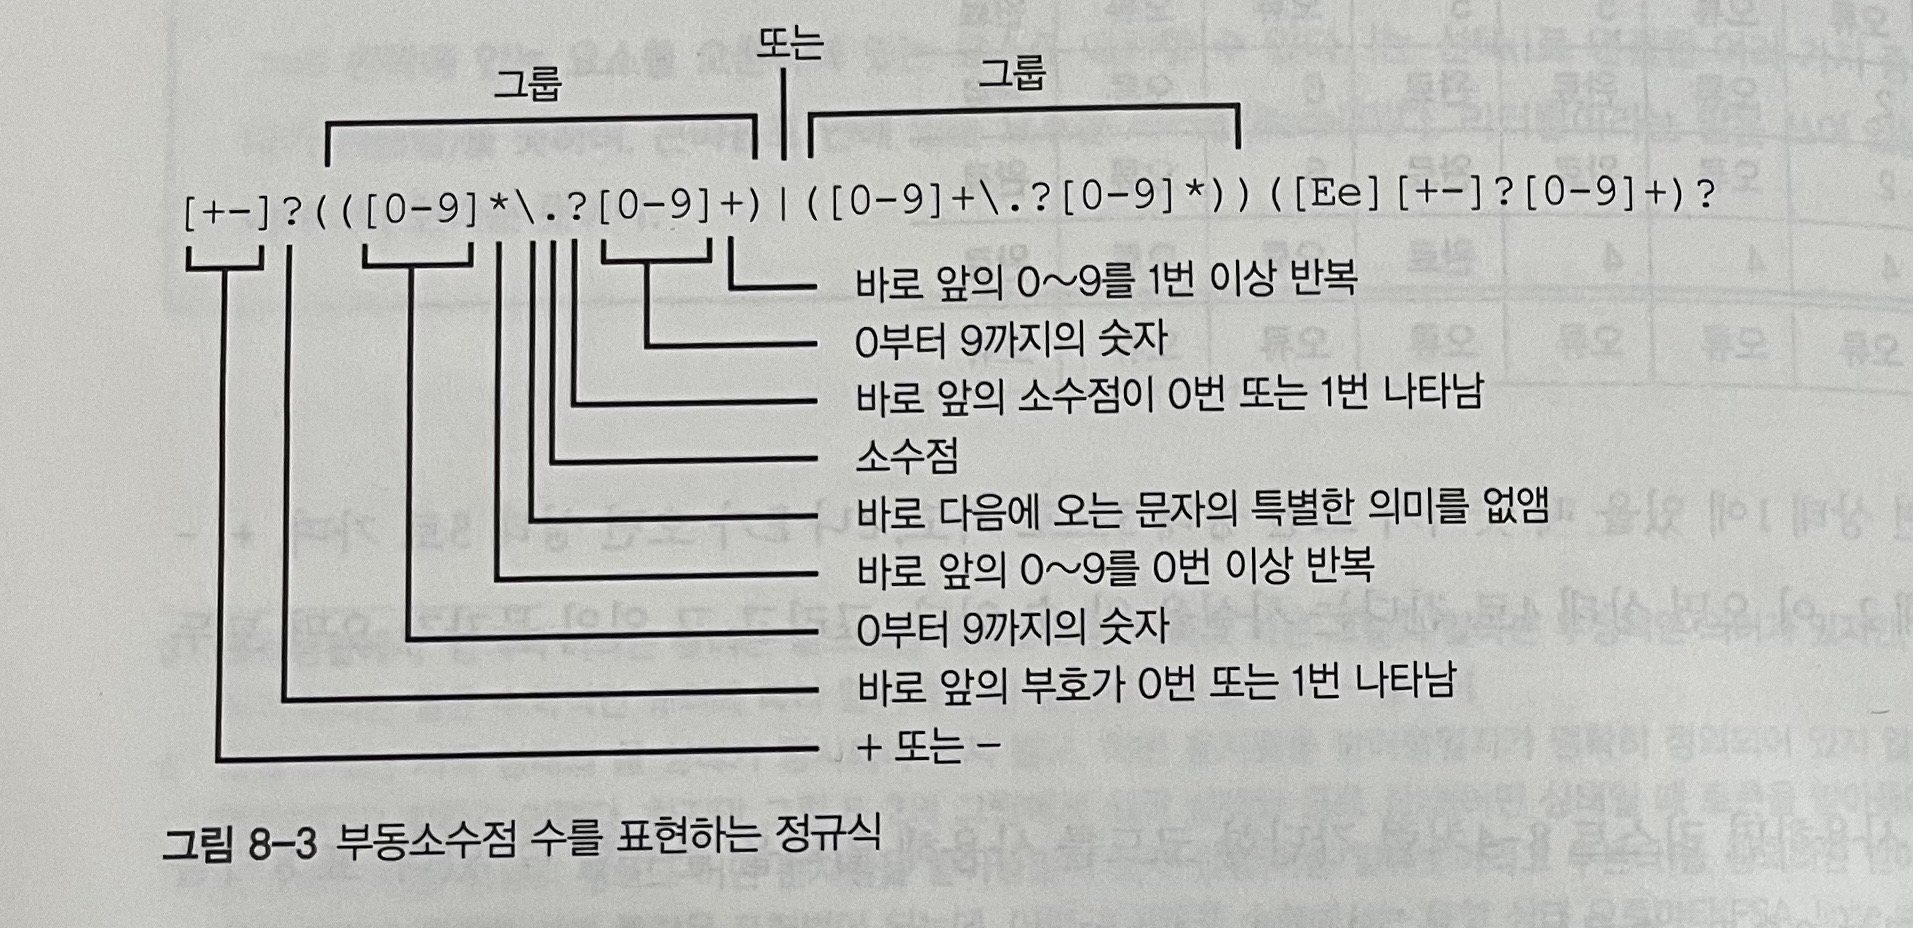 또는
그룹 그룹
[+-]?(([0-9]*\.?[0-9]+)|([0-9]+\.?[0-9]*))([Ee][+-]?[0-9]+)?
바로 앞의 0~9를 1번 이상 반복
0부터 9까지의 숫자
바로 앞의 소수점이 0번 또는 1번 나타남
소수점
바로 다음에 오는 문자의 특별한 의미를 없앰
바로 앞의 0~9를 0번 이상 반복
0부터 9까지의 숫자
바로 앞의 부호가 0번 또는 1번 나타남
+ 또는 -
그림 8-3 부동소수점 수를 표현하는 정규식